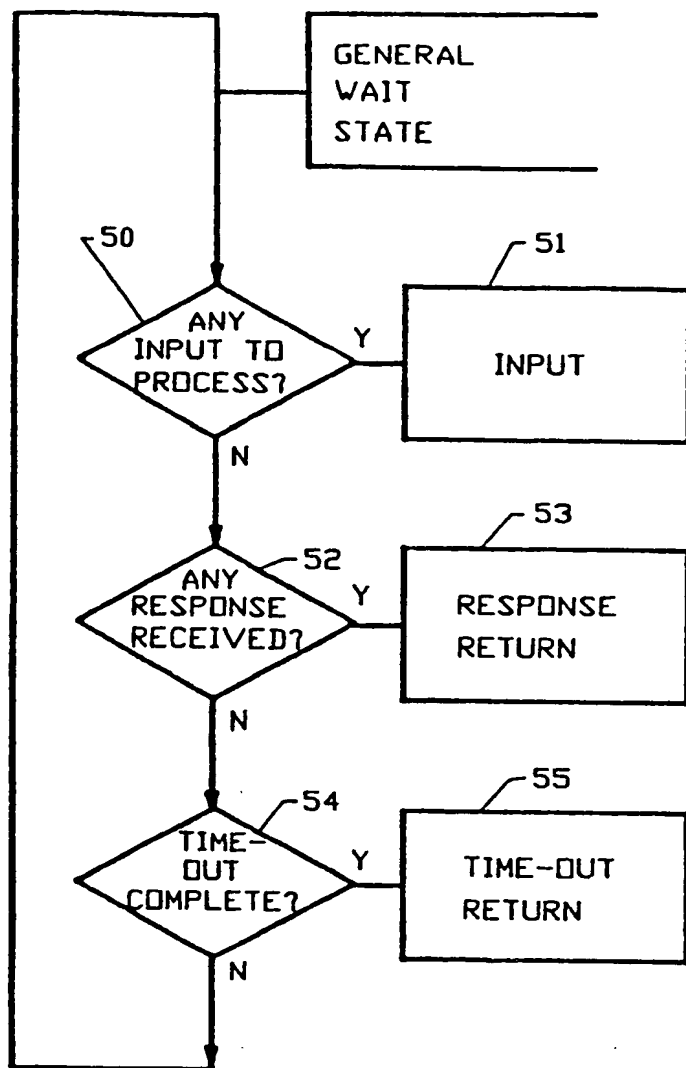 GENERAL
WAIT
STATE
50
51
ANY
INPUT TO
PROCESS?
Y
INPUT
N
52
53
ANY
RESPONSE
RECEIVED?
Y
RESPONSE
RETURN
N
54
55
TIME-
OUT
COMPLETE?
Y
TIME-OUT
RETURN
N